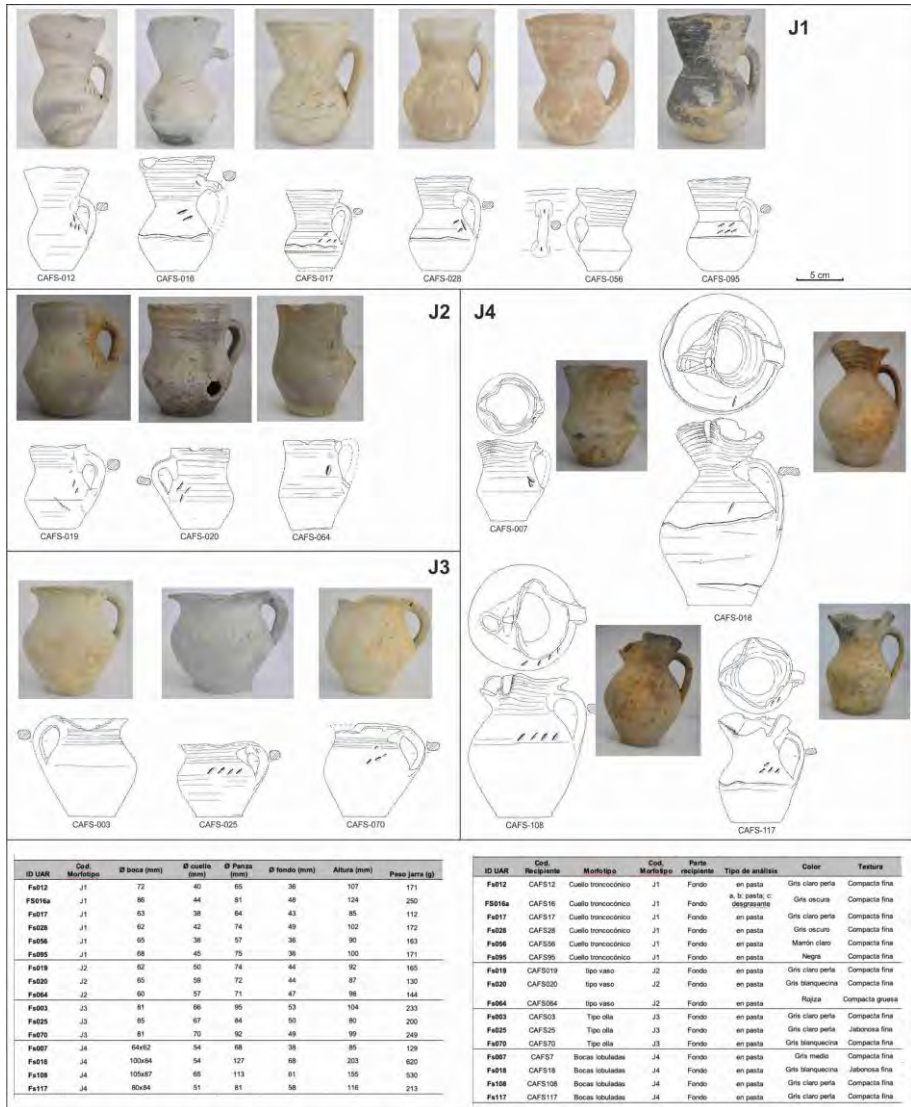 J1
CAFS-012 CAFS-016 CAFS-017 CAFS-028 CAFS-056 CAFS-095
5 cm
J2
CAFS-019 CAFS-020 CAFS-064
J3
CAFS-003 CAFS-025 CAFS-070
J4
CAFS-007
CAFS-018
CAFS-108
CAFS-117
ID UAR Cod. Morfotipo Ø boca (mm) Ø cuello (mm) Ø Panza (mm) Ø fondo (mm) Altura (mm) Peso jarra (g)
Fs012 J1 72 40 65 36 107 171
FS016a J1 86 44 81 48 124 250
Fs017 J1 63 38 64 43 85 112
Fs028 J1 62 42 74 49 102 172
Fs056 J1 65 38 57 36 90 163
Fs095 J1 68 45 75 36 100 171
Fs019 J2 62 50 74 44 92 165
Fs020 J2 65 59 72 44 87 130
Fs064 J2 60 57 71 47 98 144
Fs003 J3 81 66 95 53 104 233
Fs025 J3 85 67 84 50 80 200
Fs070 J3 81 70 92 49 99 249
Fs007 J4 64x62 54 68 38 85 129
Fs018 J4 100x84 54 127 68 203 620
Fs108 J4 105x87 65 113 61 155 530
Fs117 J4 80x84 51 81 58 116 213
ID UAR Cod. Recipiente Morfotipo Cod. Morfotipo Parte recipiente Tipo de análisis Color Textura
Fs012 CAFS12 Cuello troncocónico J1 Fondo en pasta Gris claro perla Compacta fina
FS016a CAFS16 Cuello troncocónico J1 Fondo a, b: pasta; c: desgrasante Gris oscura Compacta fina
Fs017 CAFS17 Cuello troncocónico J1 Fondo en pasta Gris claro perla Compacta fina
Fs028 CAFS28 Cuello troncocónico J1 Fondo en pasta Gris oscuro Compacta fina
Fs056 CAFS56 Cuello troncocónico J1 Fondo en pasta Marrón claro Compacta fina
Fs095 CAFS95 Cuello troncocónico J1 Fondo en pasta Negra Compacta fina
Fs019 CAFS019 tipo vaso J2 Fondo en pasta Gris claro perla Compacta fina
Fs020 CAFS020 tipo vaso J2 Fondo en pasta Gris blanquecina Compacta fina
Fs064 CAFS064 tipo vaso J2 Fondo en pasta Rojiza Compacta gruesa
Fs003 CAFS03 Tipo olla J3 Fondo en pasta Gris claro perla Compacta fina
Fs025 CAFS25 Tipo olla J3 Fondo en pasta Gris claro perla Jabonosa fina
Fs070 CAFS70 Tipo olla J3 Fondo en pasta Gris blanquecina Compacta fina
Fs007 CAFS7 Bocas lobuladas J4 Fondo en pasta Gris medio Compacta fina
Fs018 CAFS18 Bocas lobuladas J4 Fondo en pasta Gris blanquecina Jabonosa fina
Fs108 CAFS108 Bocas lobuladas J4 Fondo en pasta Gris claro perla Compacta fina
Fs117 CAFS117 Bocas lobuladas J4 Fondo en pasta Gris claro perla Compacta fina